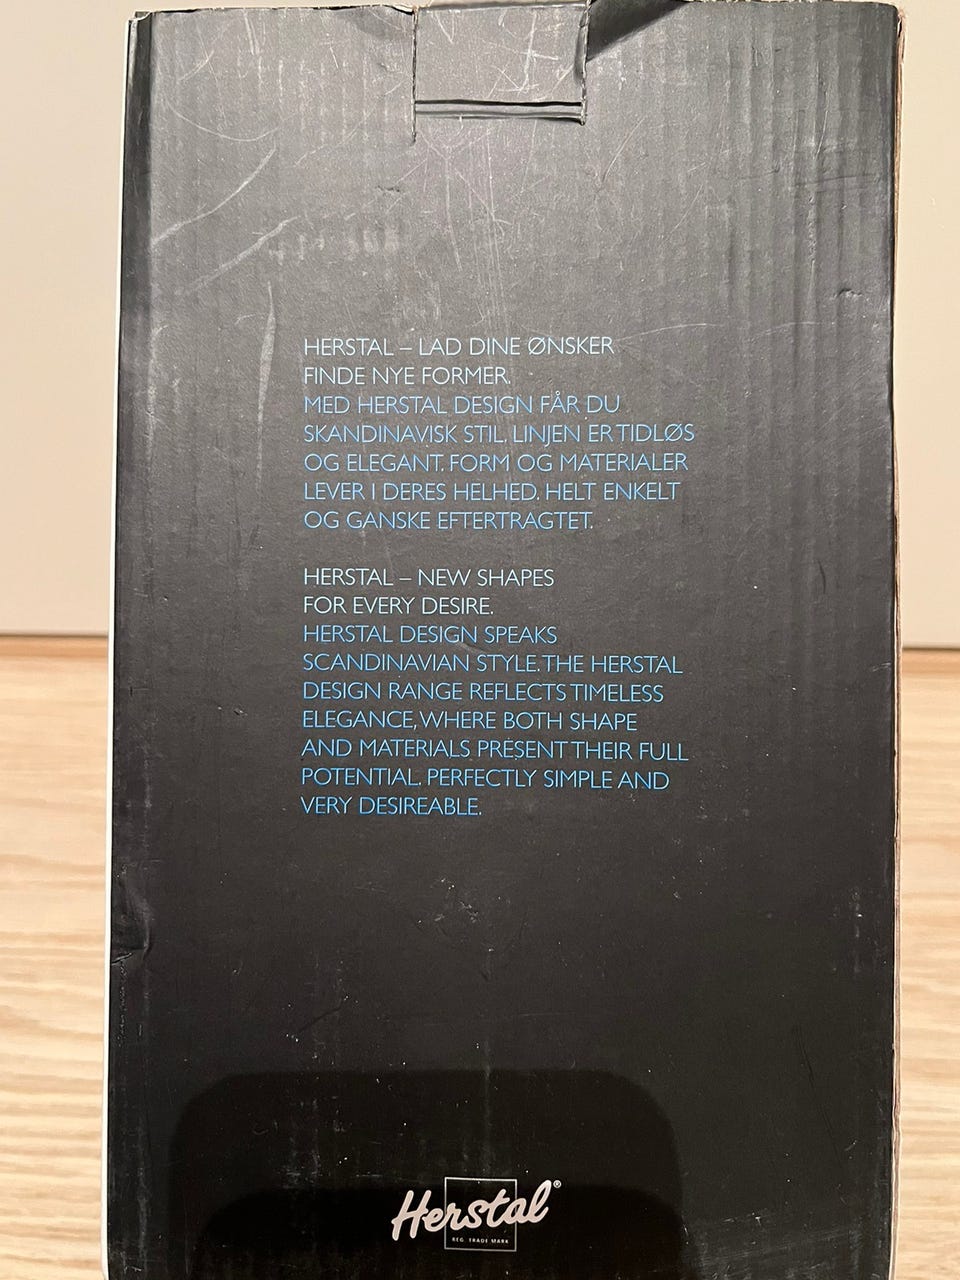 HERSTAL – LAD DINE ØNSKER
FINDE NYE FORMER.
MED HERSTAL DESIGN FÅR DU
SKANDINAVISK STIL. LINJEN ER TIDLØS
OG ELEGANT. FORM OG MATERIALER
LEVER I DERES HELHED. HELT ENKELT
OG GANSKE EFTERTRAGTET.
HERSTAL – NEW SHAPES
FOR EVERY DESIRE.
HERSTAL DESIGN SPEAKS
SCANDINAVIAN STYLE. THE HERSTAL
DESIGN RANGE REFLECTS TIMELESS
ELEGANCE, WHERE BOTH SHAPE
AND MATERIALS PRESENT THEIR FULL
POTENTIAL. PERFECTLY SIMPLE AND
VERY DESIREABLE.
Herstal®
REG. TRADE MARK